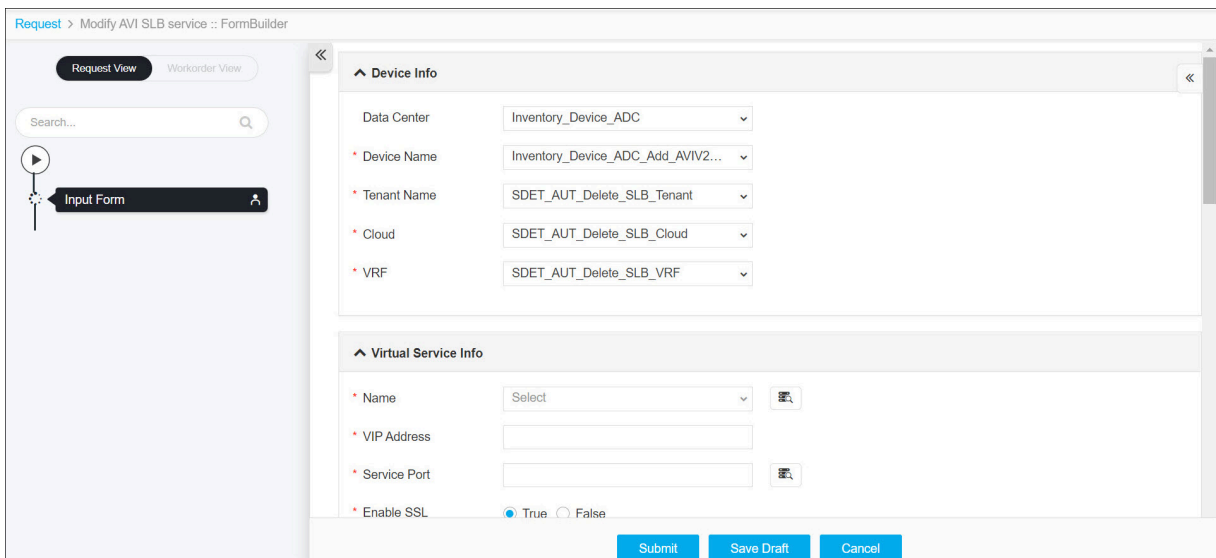 Request > Modify AVI SLB service :: FormBuilder
Request View Workorder View
Search...
Input Form
Device Info
Data Center Inventory_Device_ADC
* Device Name Inventory_Device_ADC_Add_AVIV2...
* Tenant Name SDET_AUT_Delete_SLB_Tenant
* Cloud SDET_AUT_Delete_SLB_Cloud
* VRF SDET_AUT_Delete_SLB_VRF
Virtual Service Info
* Name Select
* VIP Address
* Service Port
* Enable SSL True False
Submit Save Draft Cancel